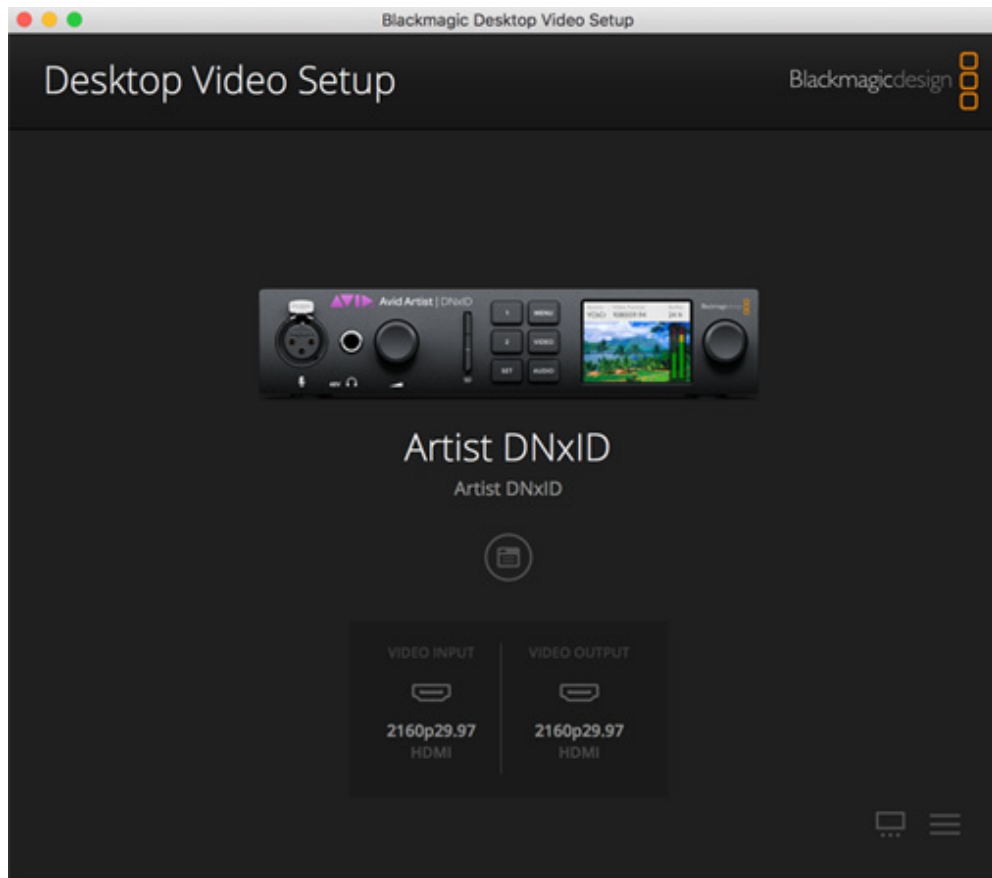 Blackmagic Desktop Video Setup
Desktop Video Setup
Blackmagicdesign
AVID Avid Artist | DNxID
1 MENU
2 VIDEO
SET AUDIO
Artist DNxID
Artist DNxID
VIDEO INPUT VIDEO OUTPUT
2160p29.97 2160p29.97
HDMI HDMI